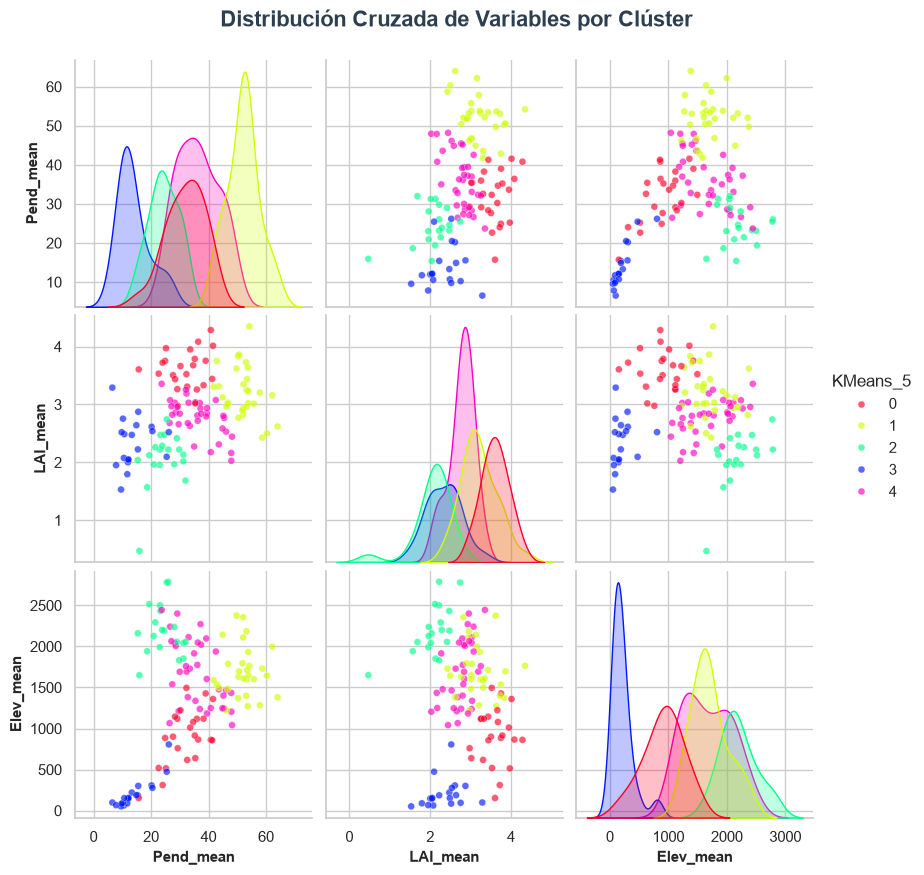 Distribución Cruzada de Variables por Clúster
Pend_mean
60
50
40
30
20
10
LAI_mean
4
3
2
1
KMeans_5
0
1
2
3
4
Elev_mean
2500
2000
1500
1000
500
0
0 20 40 60
0 2 4
0 1000 2000 3000
Pend_mean LAI_mean Elev_mean